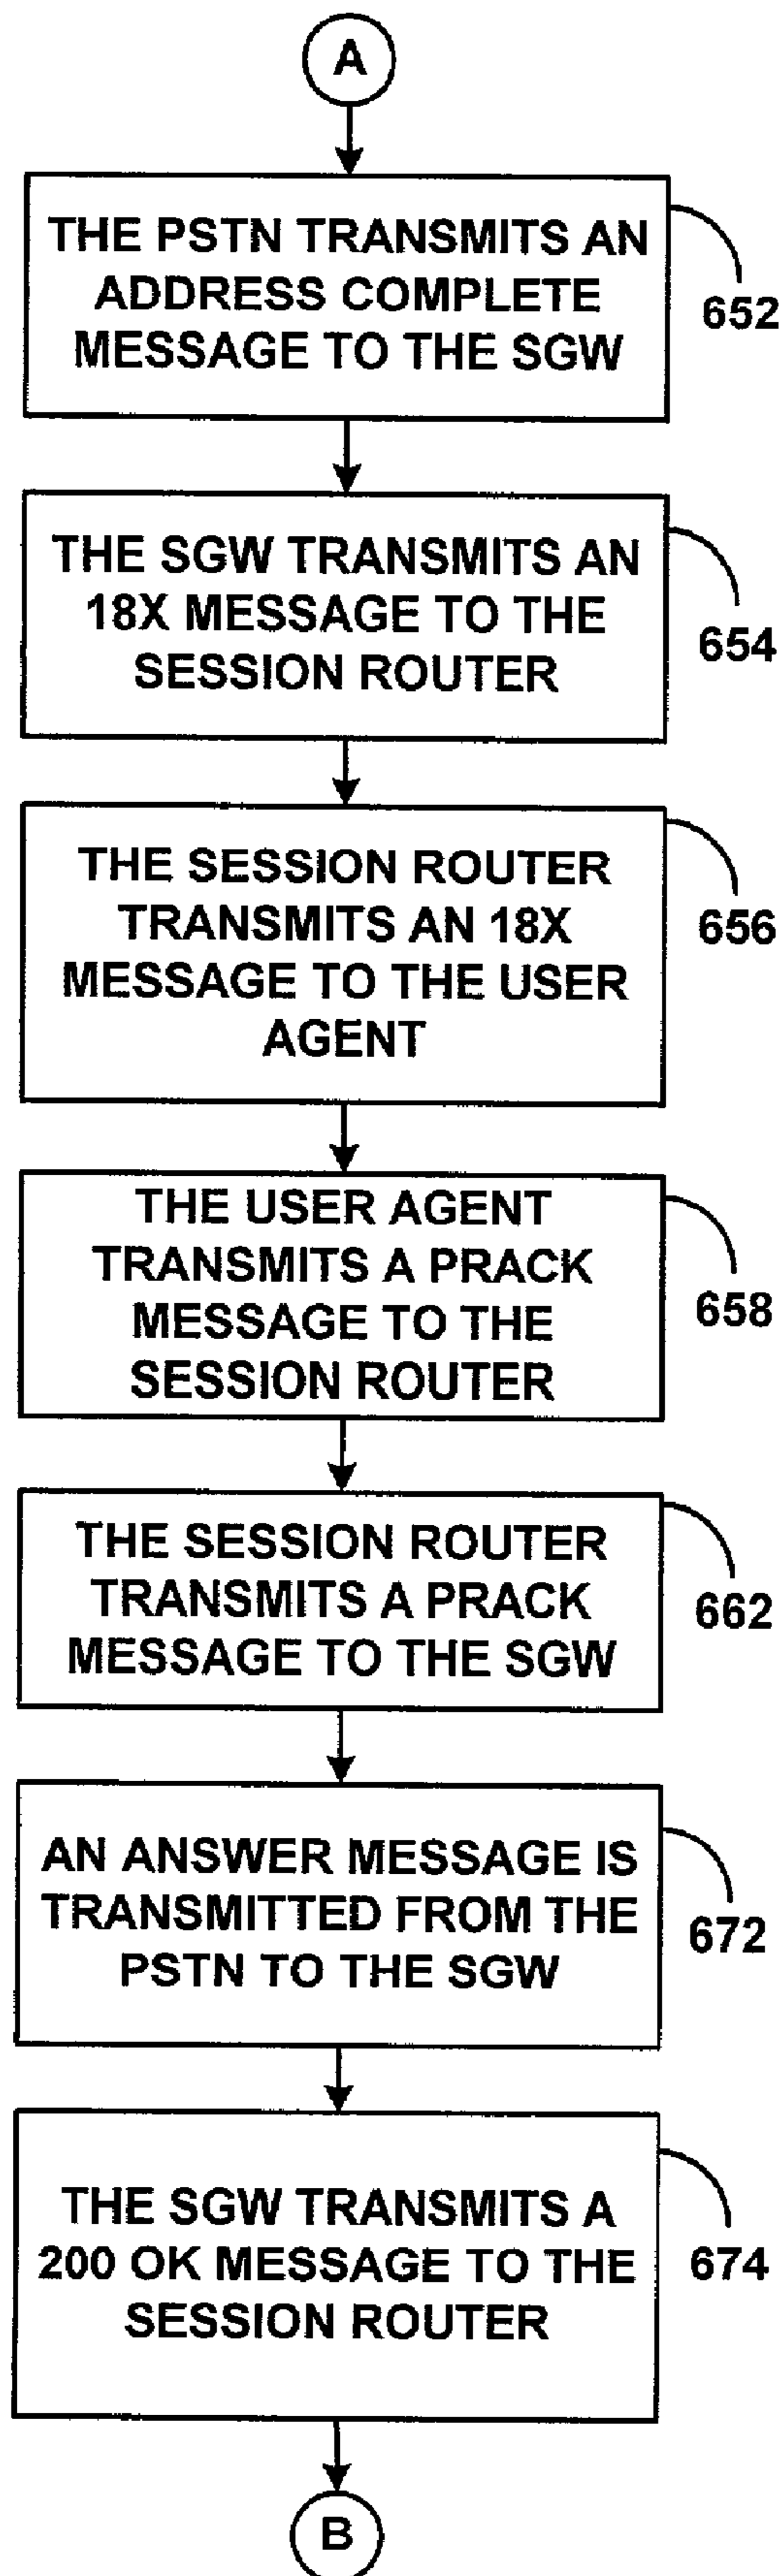 A
THE PSTN TRANSMITS AN
ADDRESS COMPLETE
MESSAGE TO THE SGW
652
THE SGW TRANSMITS AN
18X MESSAGE TO THE
SESSION ROUTER
654
THE SESSION ROUTER
TRANSMITS AN 18X
MESSAGE TO THE USER
AGENT
656
THE USER AGENT
TRANSMITS A PRACK
MESSAGE TO THE
SESSION ROUTER
658
THE SESSION ROUTER
TRANSMITS A PRACK
MESSAGE TO THE SGW
662
AN ANSWER MESSAGE IS
TRANSMITTED FROM THE
PSTN TO THE SGW
672
THE SGW TRANSMITS A
200 OK MESSAGE TO THE
SESSION ROUTER
674
B